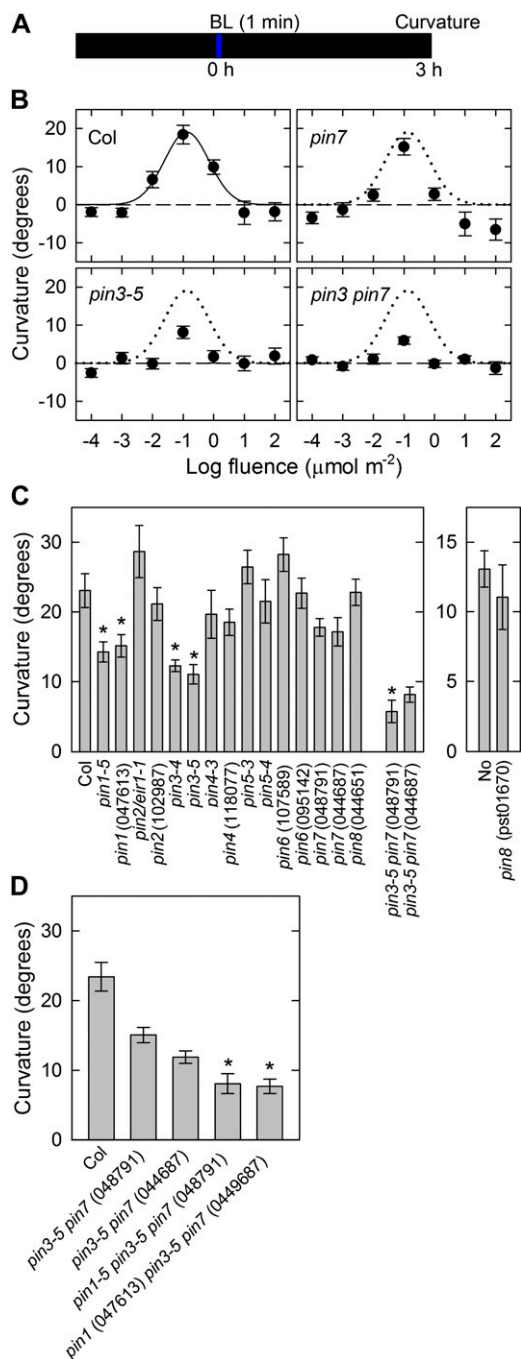 A
BL (1 min)
Curvature
0 h
3 h
B
Curvature (degrees)
20
10
0
-10
20
10
0
-10
Col
pin7
pin3-5
pin3 pin7
-4 -3 -2 -1 0 1 2
-4 -3 -2 -1 0 1 2
Log fluence (μmol m-2)
C
Curvature (degrees)
30
20
10
0
15
10
5
0
* * * * *
Col
pin1-5
pin1 (047613)
pin2/eir1-1
pin2 (102987)
pin3-4
pin3-5
pin4-3
pin4 (118077)
pin5-3
pin5-4
pin6 (107589)
pin6 (095142)
pin7 (048791)
pin7 (044687)
pin8 (044651)
pin3-5 pin7 (048791)
pin3-5 pin7 (044687)
No
pin8 (pst01670)
D
Curvature (degrees)
30
20
10
0
* *
Col
pin3-5 pin7 (048791)
pin3-5 pin7 (044687)
pin1-5 pin3-5 pin7 (048791)
pin1 (047613) pin3-5 pin7 (0449687)